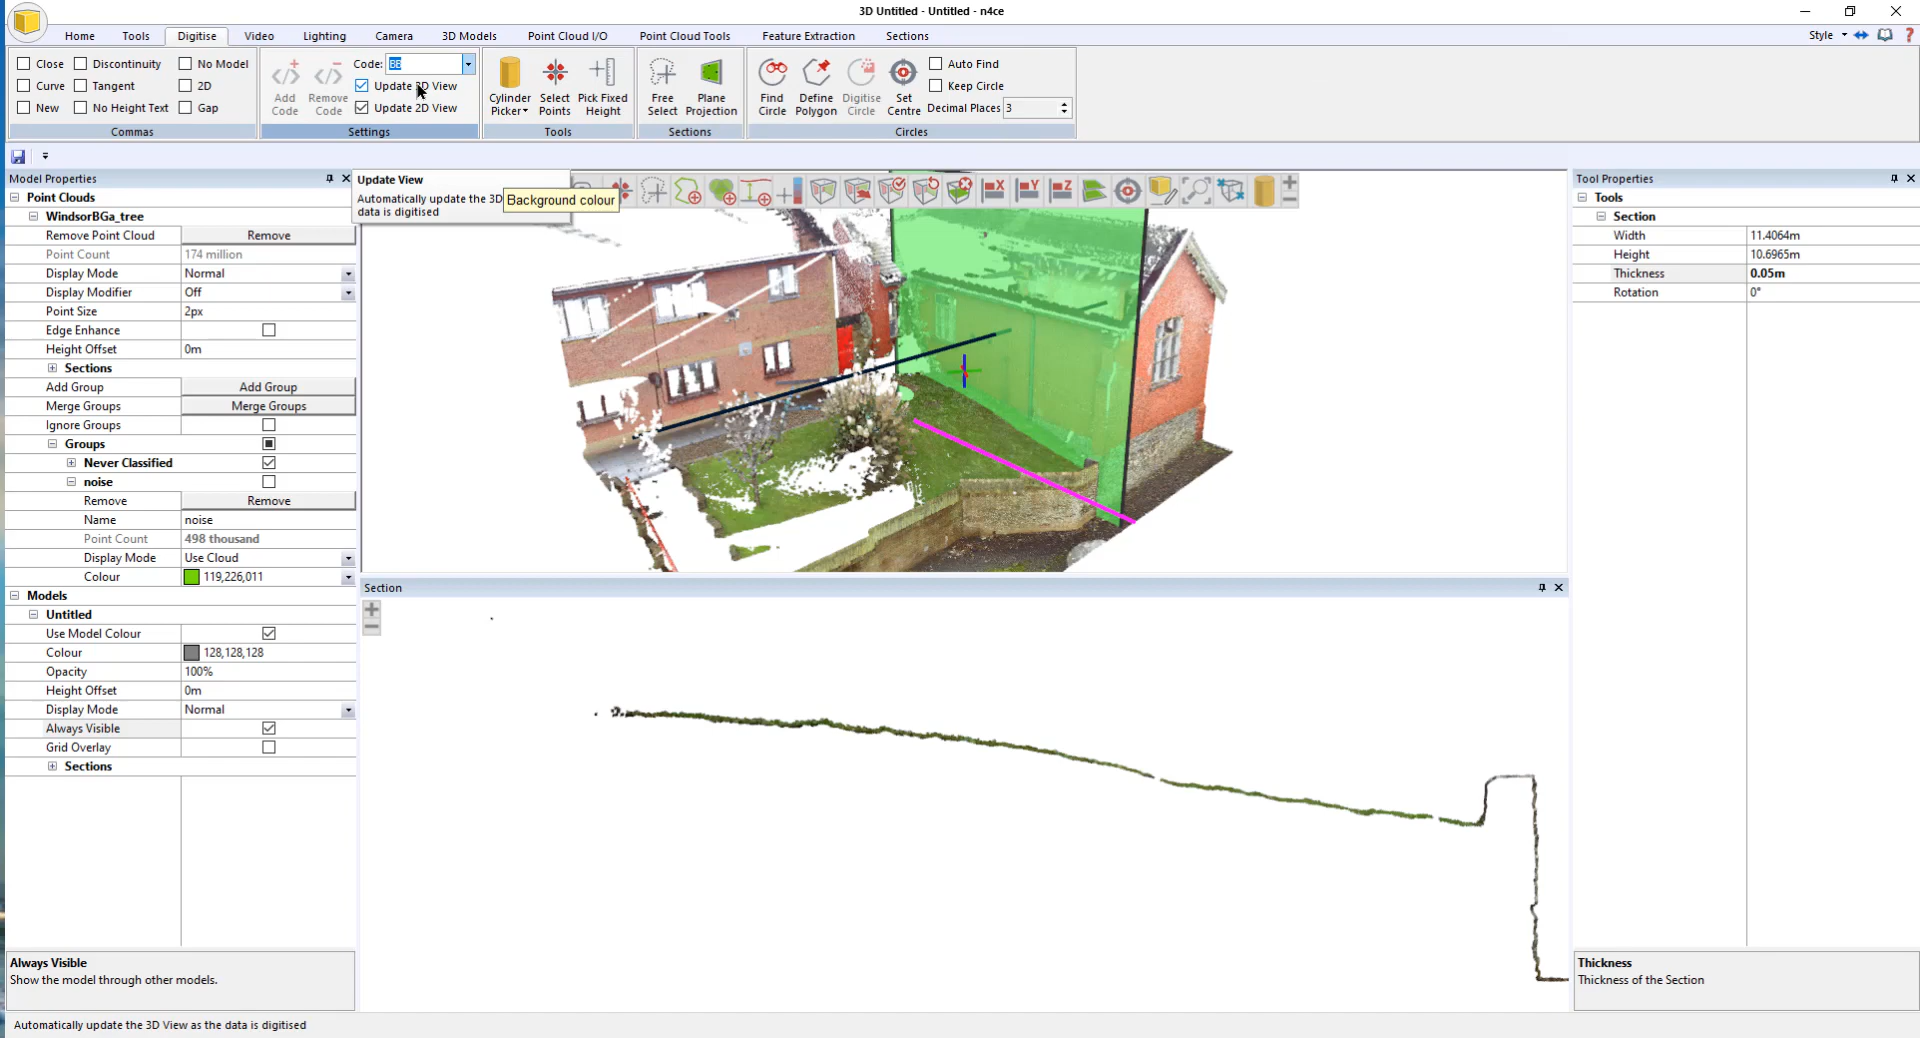 3D Untitled - Untitled - n4ce
Home Tools Digitise Video Lighting Camera 3D Models Point Cloud I/O Point Cloud Tools Feature Extraction Sections Style
Close Discontinuity No Model
Curve Tangent 2D
New No Height Text Gap
Commas
Add Code
Remove Code
Code: BB
Update 3D View
Update 2D View
Settings
Cylinder Picker
Select Points
Pick Fixed Height
Tools
Free Select
Plane Projection
Sections
Find Circle
Define Polygon
Digitise Circle
Set Centre
Auto Find
Keep Circle
Decimal Places 3
Circles
Model Properties
Point Clouds
WindsorBGa_tree
Remove Point Cloud Remove
Point Count 174 million
Display Mode Normal
Display Modifier Off
Point Size 2px
Edge Enhance
Height Offset 0m
Sections
Add Group Add Group
Merge Groups Merge Groups
Ignore Groups
Groups
Never Classified
noise
Remove Remove
Name noise
Point Count 498 thousand
Display Mode Use Cloud
Colour 119,226,011
Models
Untitled
Use Model Colour
Colour 128,128,128
Opacity 100%
Height Offset 0m
Display Mode Normal
Always Visible
Grid Overlay
Sections
Always Visible
Show the model through other models.
Update View
Automatically update the 3D
data is digitised
Background colour
X Y Z
Section
Tool Properties
Tools
Section
Width 11.4064m
Height 10.6965m
Thickness 0.05m
Rotation 0°
Thickness
Thickness of the Section
Automatically update the 3D View as the data is digitised